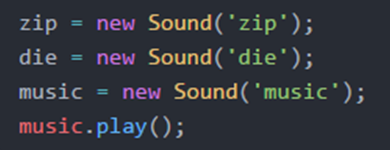 zip = new Sound('zip');
die = new Sound('die');
music = new Sound('music');
music.play();